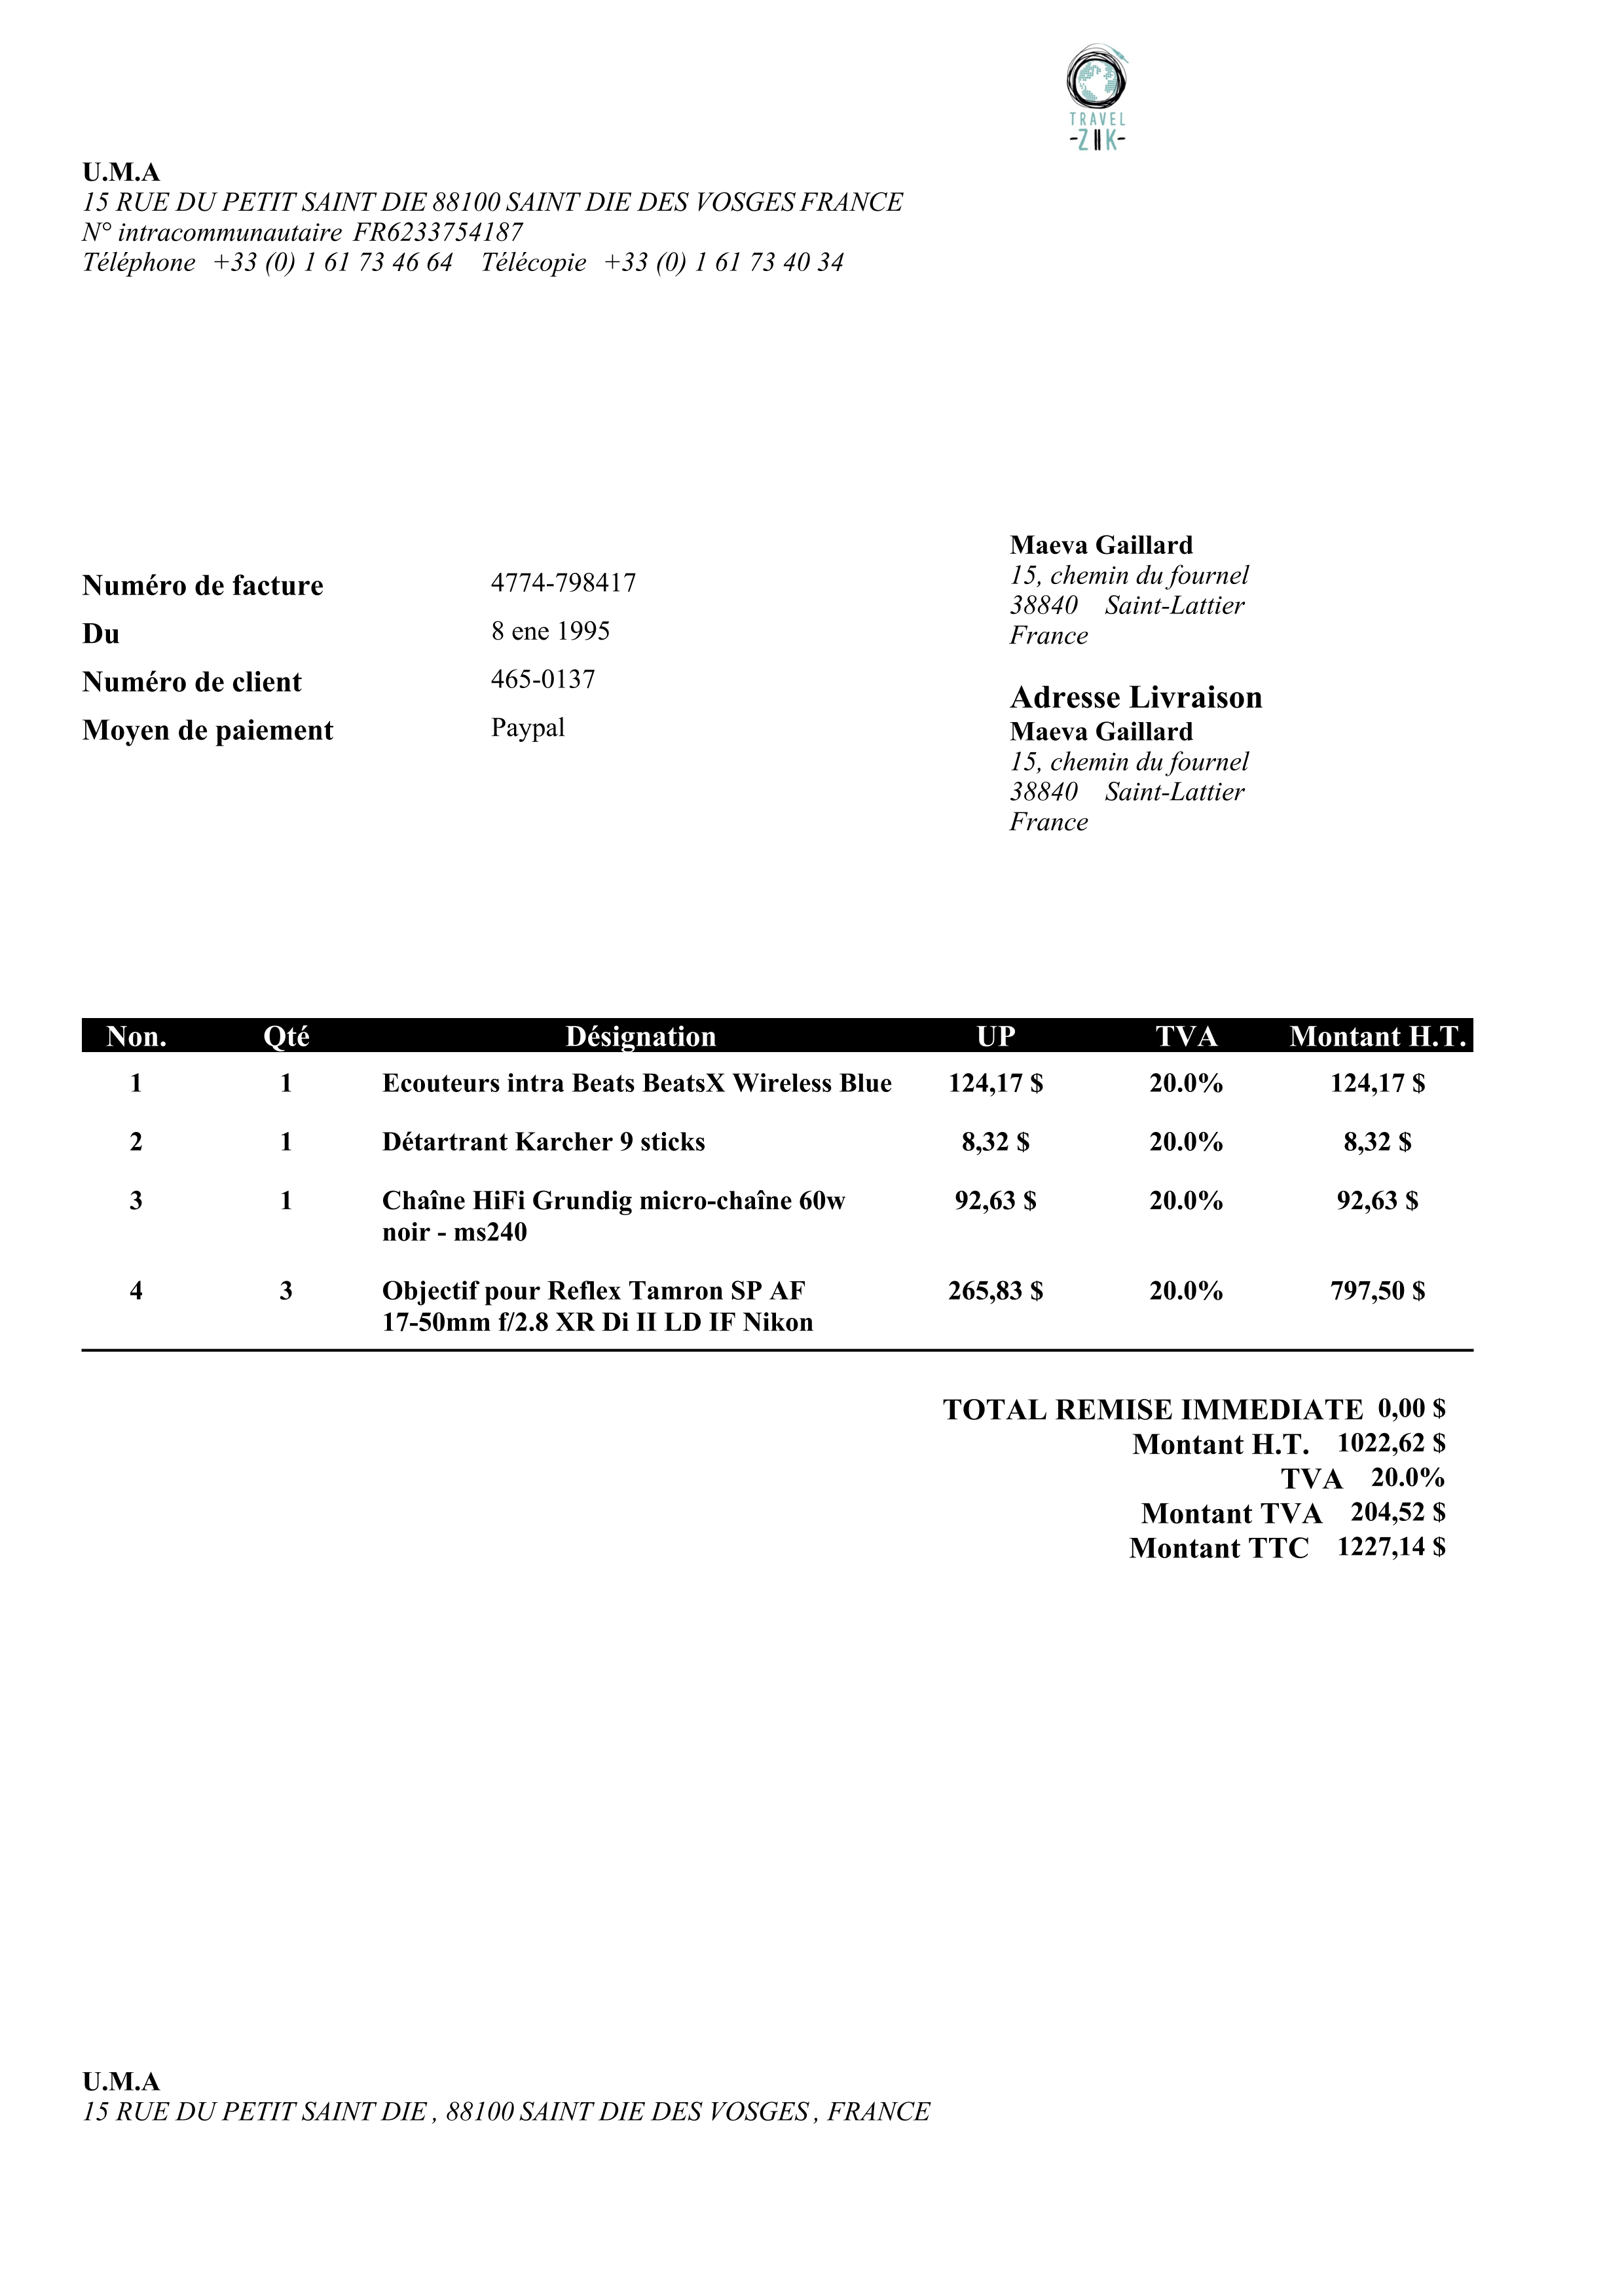 TRAVEL
-Z K-
U.M.A
15 RUE DU PETIT SAINT DIE 88100 SAINT DIE DES VOSGES FRANCE
N° intracommunautaire FR6233754187
Téléphone +33 (0) 1 61 73 46 64 Télécopie +33 (0) 1 61 73 40 34
Numéro de facture 4774-798417
Du 8 ene 1995
Numéro de client 465-0137
Moyen de paiement Paypal
Maeva Gaillard
15, chemin du fournel
38840 Saint-Lattier
France
Adresse Livraison
Maeva Gaillard
15, chemin du fournel
38840 Saint-Lattier
France
Non. Qté Désignation UP TVA Montant H.T.
1 1 Ecouteurs intra Beats BeatsX Wireless Blue 124,17 $ 20.0% 124,17 $
2 1 Détartrant Karcher 9 sticks 8,32 $ 20.0% 8,32 $
3 1 Chaîne HiFi Grundig micro-chaîne 60w 92,63 $ 20.0% 92,63 $
noir - ms240
4 3 Objectif pour Reflex Tamron SP AF 265,83 $ 20.0% 797,50 $
17-50mm f/2.8 XR Di II LD IF Nikon
TOTAL REMISE IMMEDIATE 0,00 $
Montant H.T. 1022,62 $
TVA 20.0%
Montant TVA 204,52 $
Montant TTC 1227,14 $
U.M.A
15 RUE DU PETIT SAINT DIE , 88100 SAINT DIE DES VOSGES , FRANCE